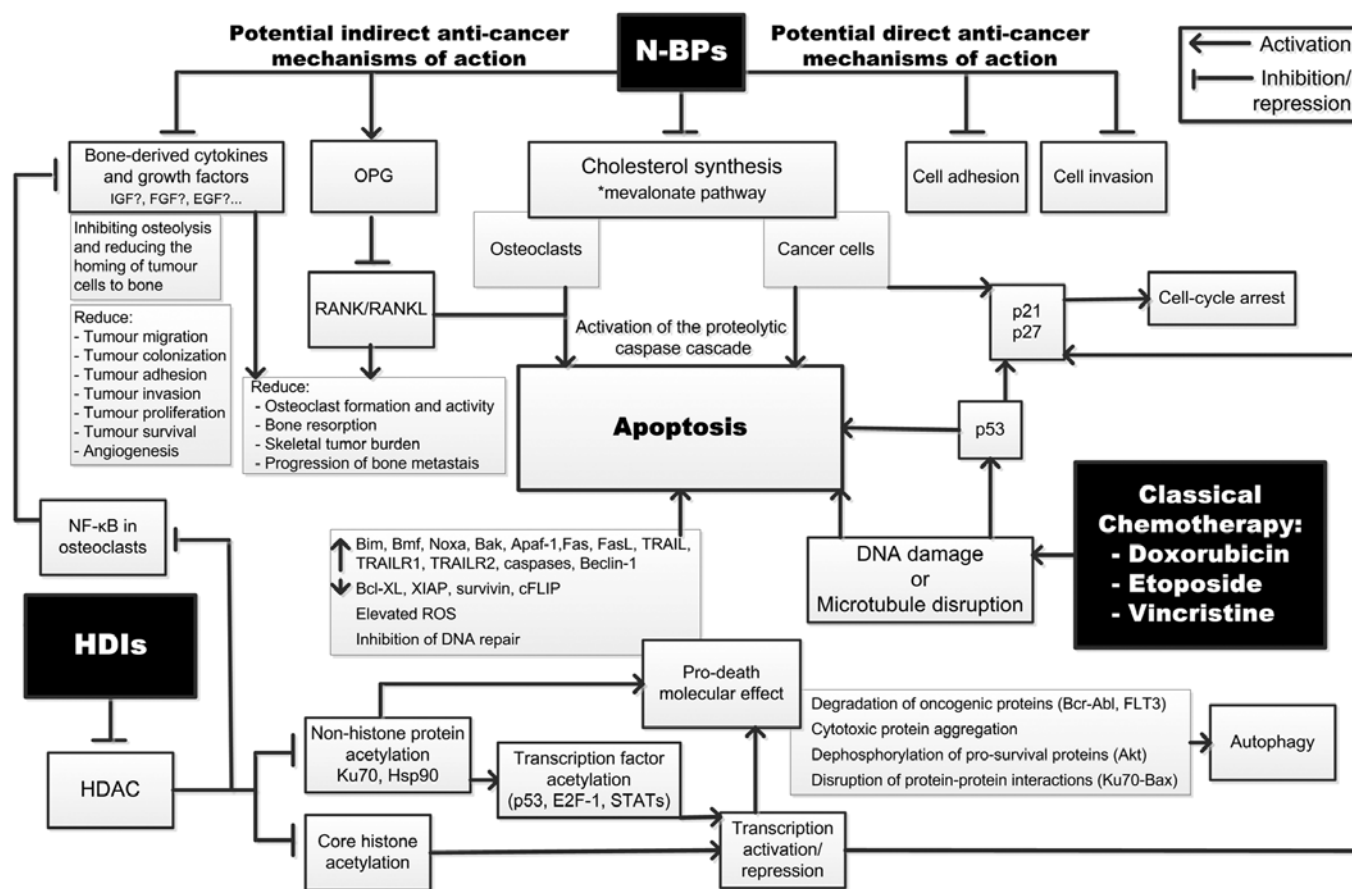 Potential indirect anti-cancer
mechanisms of action
N-BPs
Potential direct anti-cancer
mechanisms of action
Activation
Inhibition/
repression
Bone-derived cytokines
and growth factors
IGF?, FGF?, EGF?...
OPG
Cholesterol synthesis
*mevalonate pathway
Cell adhesion
Cell invasion
Inhibiting osteolysis
and reducing the
homing of tumour
cells to bone
Osteoclasts
Cancer cells
RANK/RANKL
p21
p27
Cell-cycle arrest
Reduce:
- Tumour migration
- Tumour colonization
- Tumour adhesion
- Tumour invasion
- Tumour proliferation
- Tumour survival
- Angiogenesis
Activation of the proteolytic
caspase cascade
Reduce:
- Osteoclast formation and activity
- Bone resorption
- Skeletal tumor burden
- Progression of bone metastais
Apoptosis
p53
Classical
Chemotherapy:
- Doxorubicin
- Etoposide
- Vincristine
NF-κB in
osteoclasts
Bim, Bmf, Noxa, Bak, Apaf-1,Fas, FasL, TRAIL,
TRAILR1, TRAILR2, caspases, Beclin-1
Bcl-XL, XIAP, survivin, cFLIP
Elevated ROS
Inhibition of DNA repair
DNA damage
or
Microtubule disruption
HDIs
Pro-death
molecular effect
Degradation of oncogenic proteins (Bcr-Abl, FLT3)
Cytotoxic protein aggregation
Dephosphorylation of pro-survival proteins (Akt)
Disruption of protein-protein interactions (Ku70-Bax)
Autophagy
Non-histone protein
acetylation
Ku70, Hsp90
Transcription factor
acetylation
(p53, E2F-1, STATs)
HDAC
Core histone
acetylation
Transcription
activation/
repression